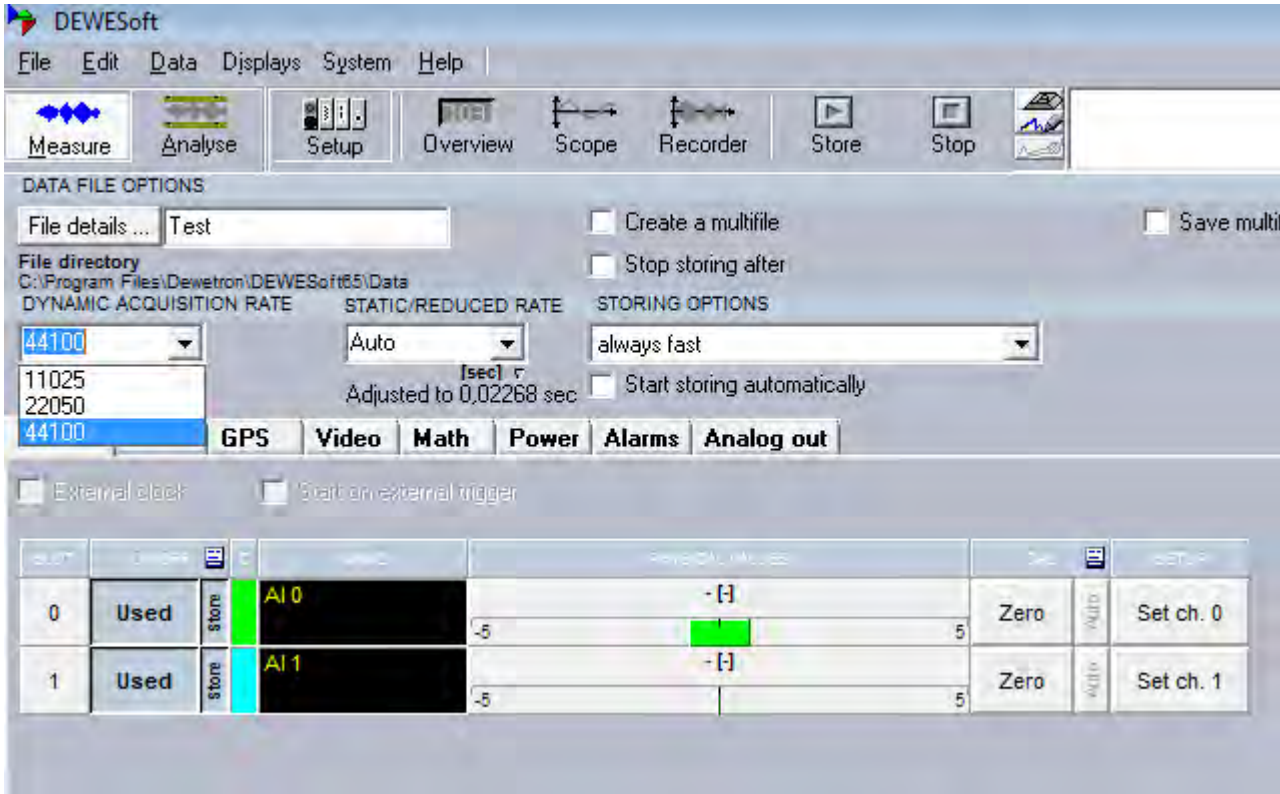 DEWESoft
File Edit Data Displays System Help
Measure Analyse Setup Overview Scope Recorder Store Stop
DATA FILE OPTIONS
File details ... Test Create a multifile Save multif
File directory Stop storing after
C:\Program Files\Dewetron\DEWESoft65\Data
DYNAMIC ACQUISITION RATE STATIC/REDUCED RATE STORING OPTIONS
44100 Auto always fast
[sec]
11025 Adjusted to 0,02268 sec Start storing automatically
22050
44100 GPS Video Math Power Alarms Analog out
External clock Start on external trigger
0 Used Store AI 0 - [-] Zero Auto Set ch. 0
-5 5
1 Used Store AI 1 - [-] Zero Auto Set ch. 1
-5 5